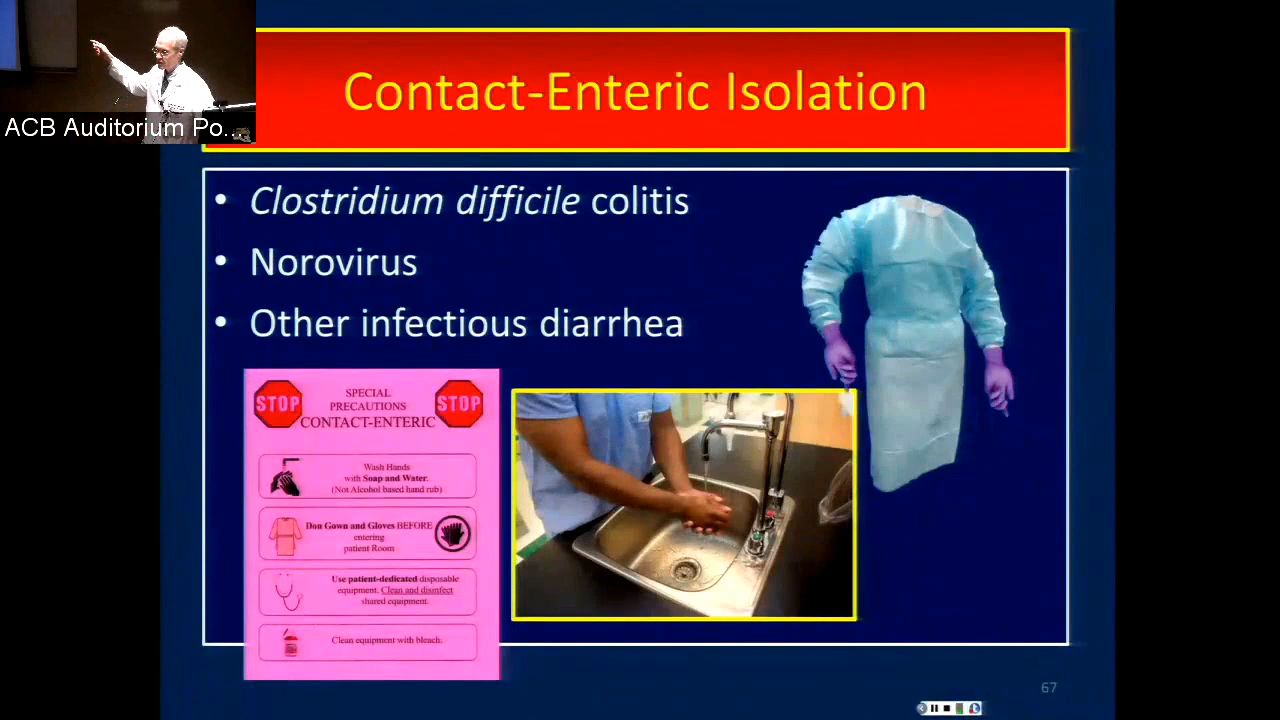 ACB Auditorium Po...
Contact-Enteric Isolation
• Clostridium difficile colitis
• Norovirus
• Other infectious diarrhea
STOP
SPECIAL
PRECAUTIONS
CONTACT-ENTERIC
STOP
Wash Hands
with Soap and Water.
(Not Alcohol based hand rub)
Don Gown and Gloves BEFORE
entering
patient Room
Use patient-dedicated disposable
equipment. Clean and disinfect
shared equipment.
Clean equipment with bleach.
67